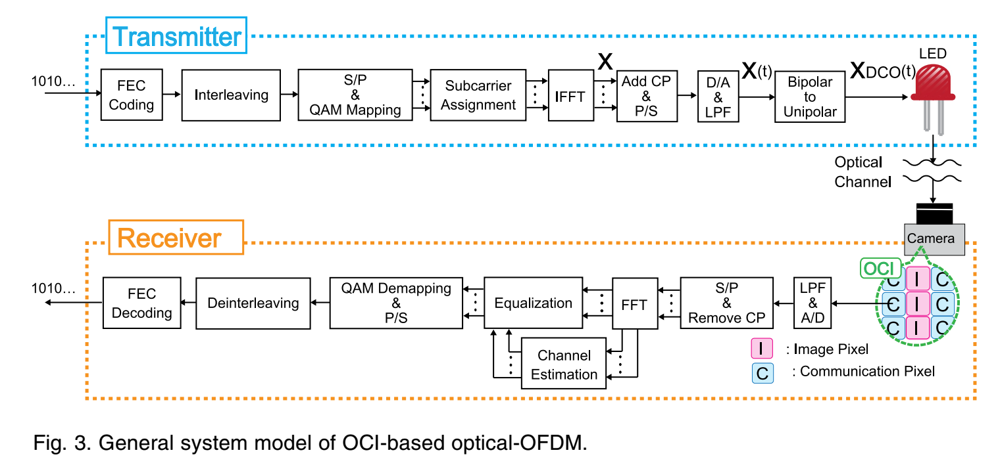 Transmitter
LED
1010...
FEC
Coding
Interleaving
S/P
&
QAM Mapping
Subcarrier
Assignment
IFFT
X
Add CP
&
P/S
D/A
&
LPF
X(t)
Bipolar
to
Unipolar
XDCO(t)
Optical
Channel
Receiver
Camera
OCI
1010...
FEC
Decoding
Deinterleaving
QAM Demapping
&
P/S
Equalization
FFT
S/P
&
Remove CP
LPF
&
A/D
C I C
C I C
C I C
Channel
Estimation
I : Image Pixel
C : Communication Pixel
Fig. 3. General system model of OCI-based optical-OFDM.